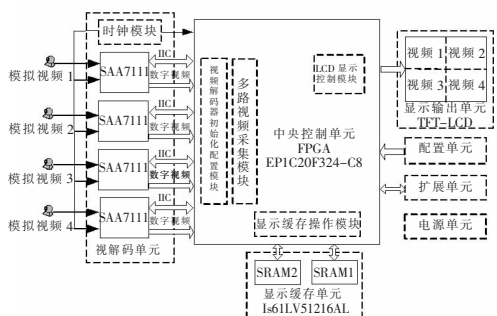 时钟模块
模拟视频 1
SAA7111
IIC
数字视频
模拟视频 2
SAA7111
IIC
数字视频
模拟视频 3
SAA7111
IIC
数字视频
模拟视频 4
SAA7111
IIC
数字视频
视解码单元
视频解码器初始化配置模块
多路视频采集模块
LCD 显示
控制模块
中央控制单元
FPGA
EP1C20F324-C8
显示缓存操作模块
SRAM2
SRAM1
显示缓存单元
Is61LV51216AL
视频 1
视频 2
视频 3
视频 4
显示输出单元
TFT-LCD
配置单元
扩展单元
电源单元